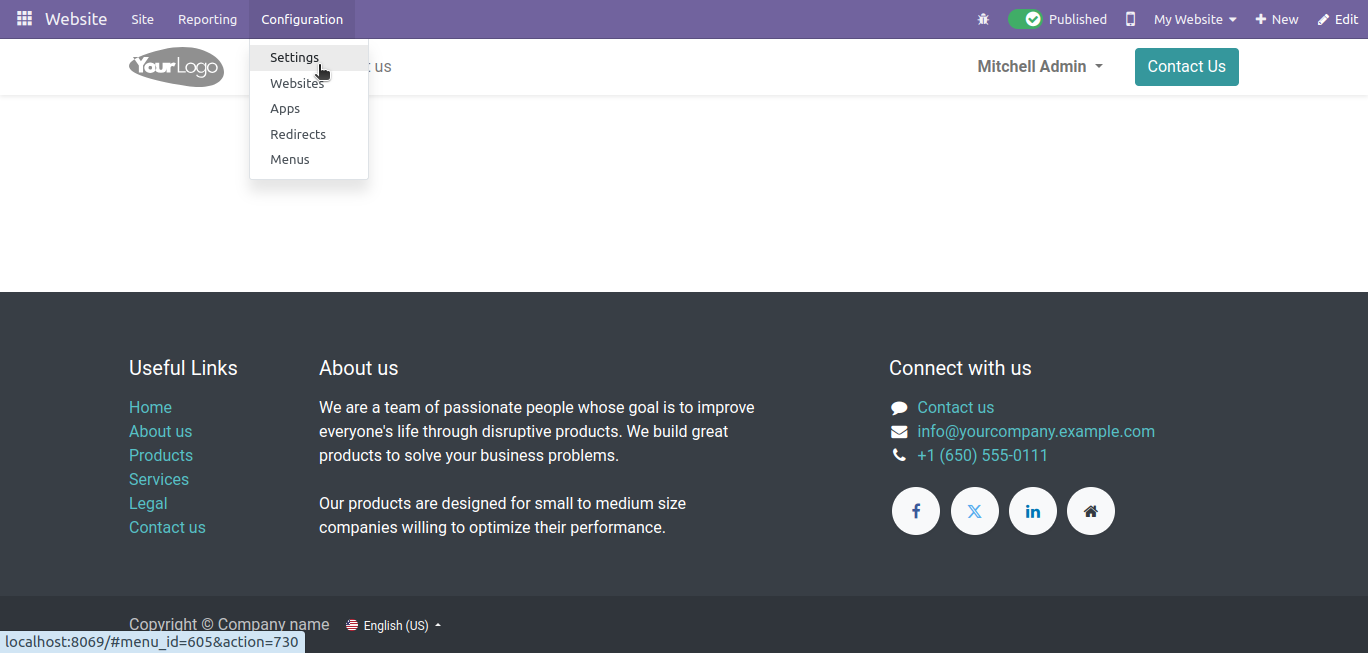 Website Site Reporting Configuration Published My Website New Edit
YourLogo us Mitchell Admin Contact Us
Settings
Websites
Apps
Redirects
Menus
Useful Links
Home
About us
Products
Services
Legal
Contact us
About us
We are a team of passionate people whose goal is to improve
everyone's life through disruptive products. We build great
products to solve your business problems.
Our products are designed for small to medium size
companies willing to optimize their performance.
Connect with us
Contact us
info@yourcompany.example.com
+1 (650) 555-0111
Copyright © Company name English (US)
localhost:8069/#menu_id=605&action=730